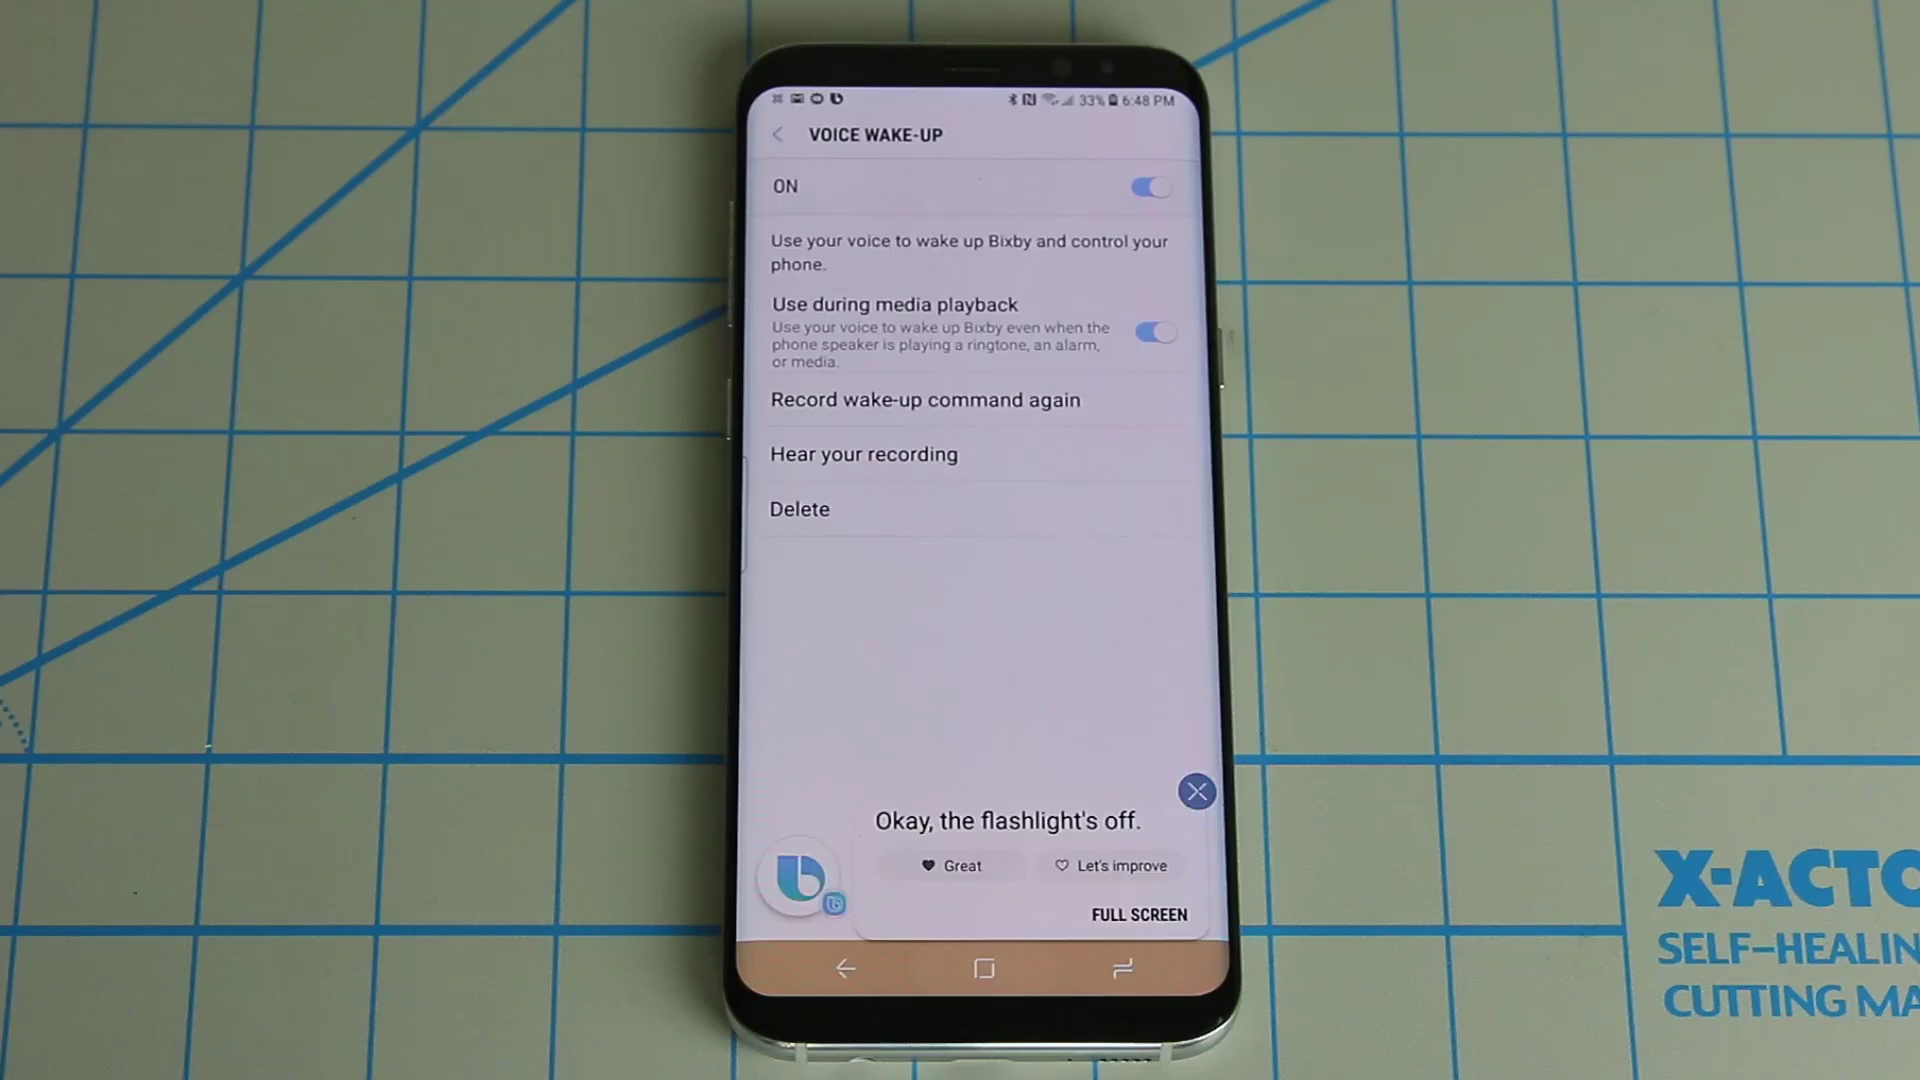 33% 6:48 PM
VOICE WAKE-UP
ON
Use your voice to wake up Bixby and control your
phone.
Use during media playback
Use your voice to wake up Bixby even when the
phone speaker is playing a ringtone, an alarm,
or media.
Record wake-up command again
Hear your recording
Delete
Okay, the flashlight's off.
Great
Let's improve
FULL SCREEN
X-ACTO
SELF-HEALIN
CUTTING MA